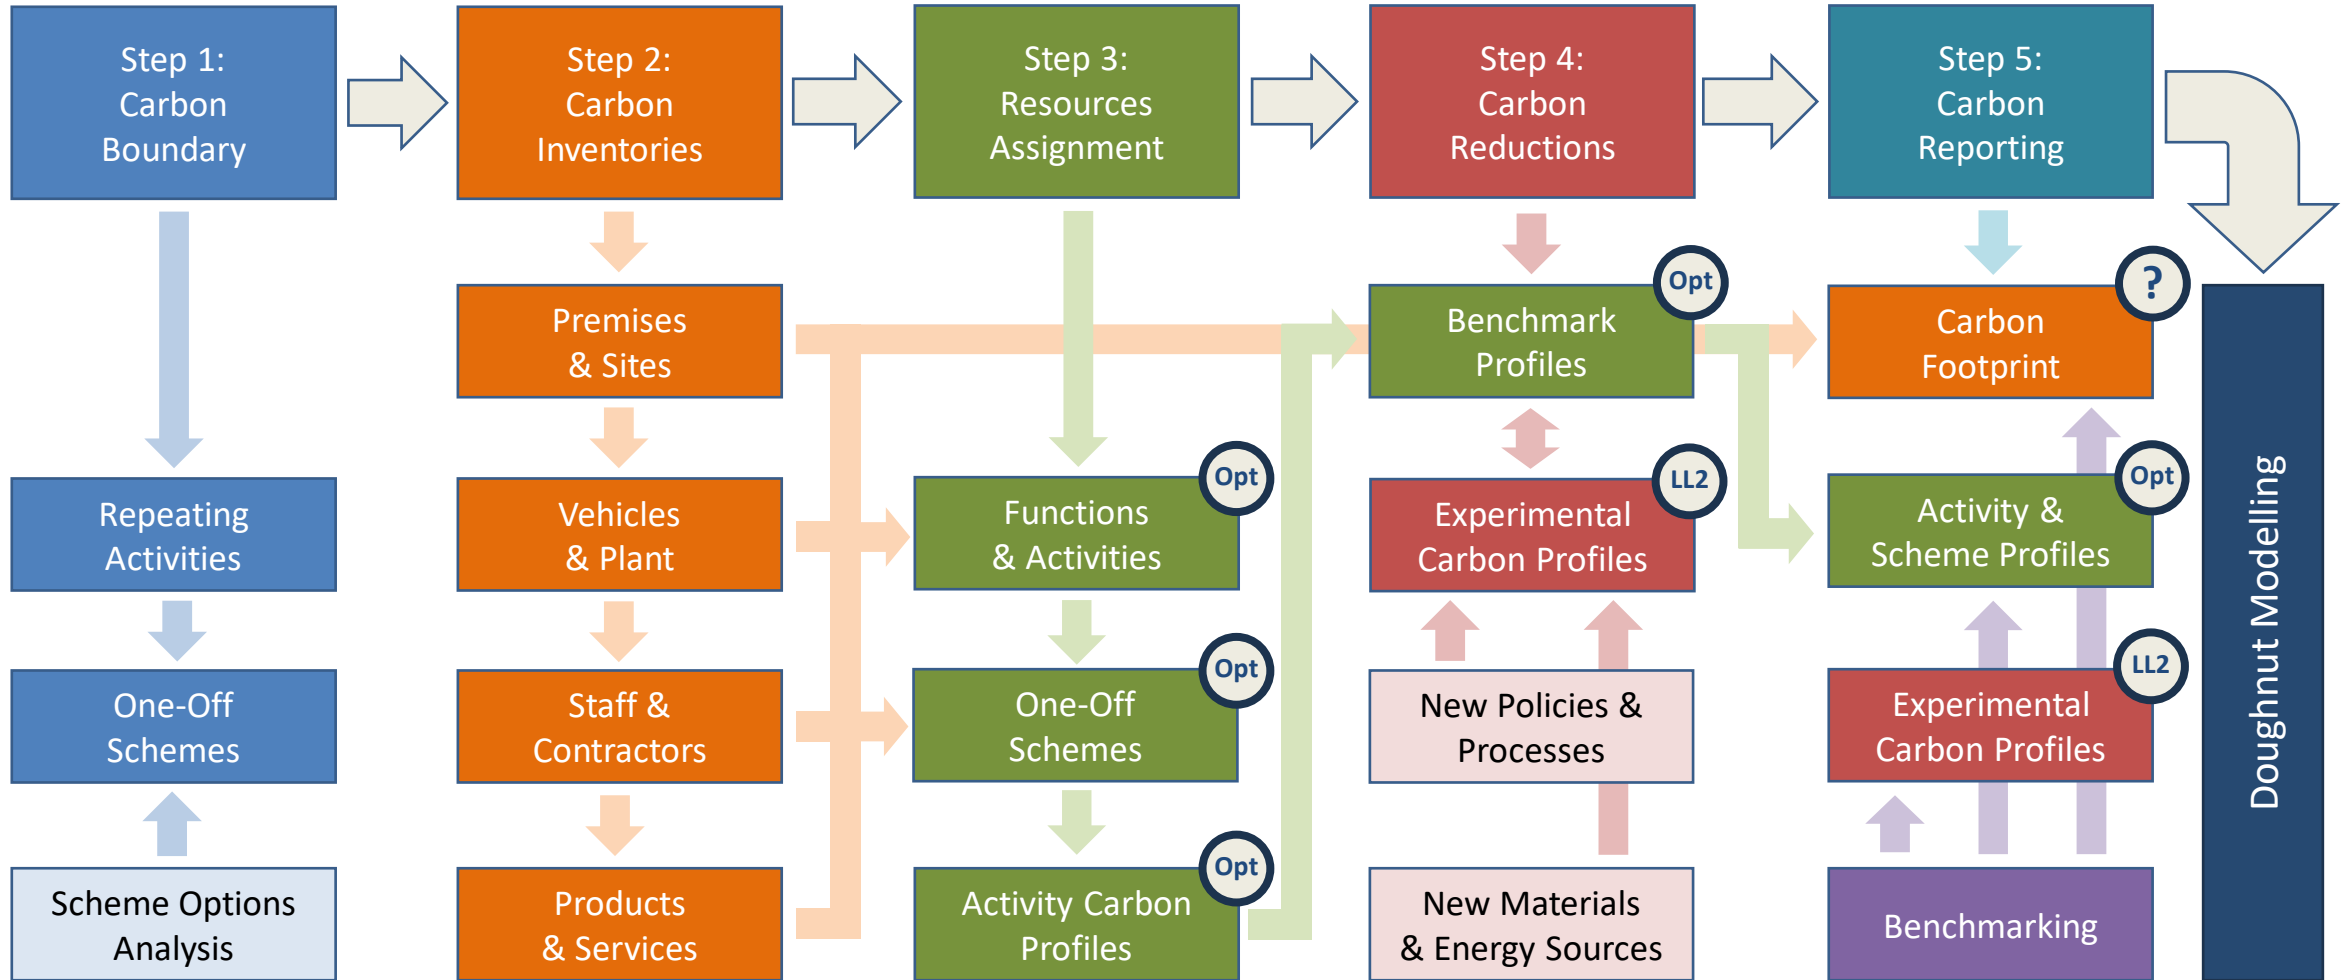 Step 1:
Carbon
Boundary
Step 2:
Carbon
Inventories
Step 3:
Resources
Assignment
Step 4:
Carbon
Reductions
Step 5:
Carbon
Reporting
Repeating
Activities
One-Off
Schemes
Scheme Options
Analysis
Premises
& Sites
Vehicles
& Plant
Staff &
Contractors
Products
& Services
Opt
Functions
& Activities
Opt
One-Off
Schemes
Opt
Activity Carbon
Profiles
Opt
Benchmark
Profiles
LL2
Experimental
Carbon Profiles
New Policies &
Processes
New Materials
& Energy Sources
?
Carbon
Footprint
Opt
Activity &
Scheme Profiles
LL2
Experimental
Carbon Profiles
Benchmarking
Doughnut Modelling